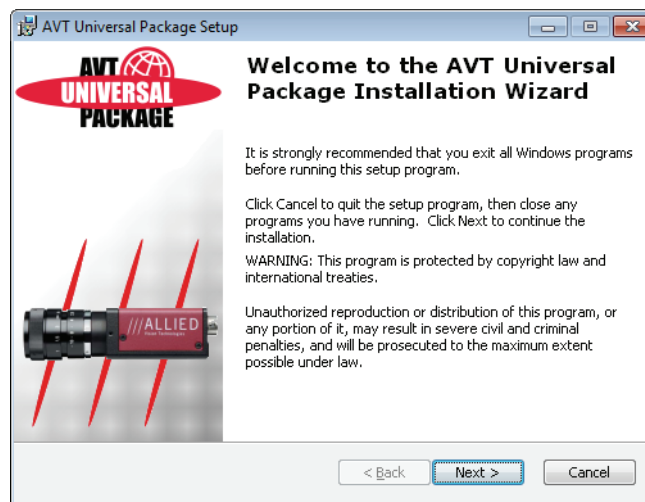 AVT Universal Package Setup
AVT
UNIVERSAL
PACKAGE
Welcome to the AVT Universal
Package Installation Wizard
It is strongly recommended that you exit all Windows programs
before running this setup program.
Click Cancel to quit the setup program, then close any
programs you have running. Click Next to continue the
installation.
WARNING: This program is protected by copyright law and
international treaties.
Unauthorized reproduction or distribution of this program, or
any portion of it, may result in severe civil and criminal
penalties, and will be prosecuted to the maximum extent
possible under law.
///ALLIED
Vision Technologies
< Back
Next >
Cancel